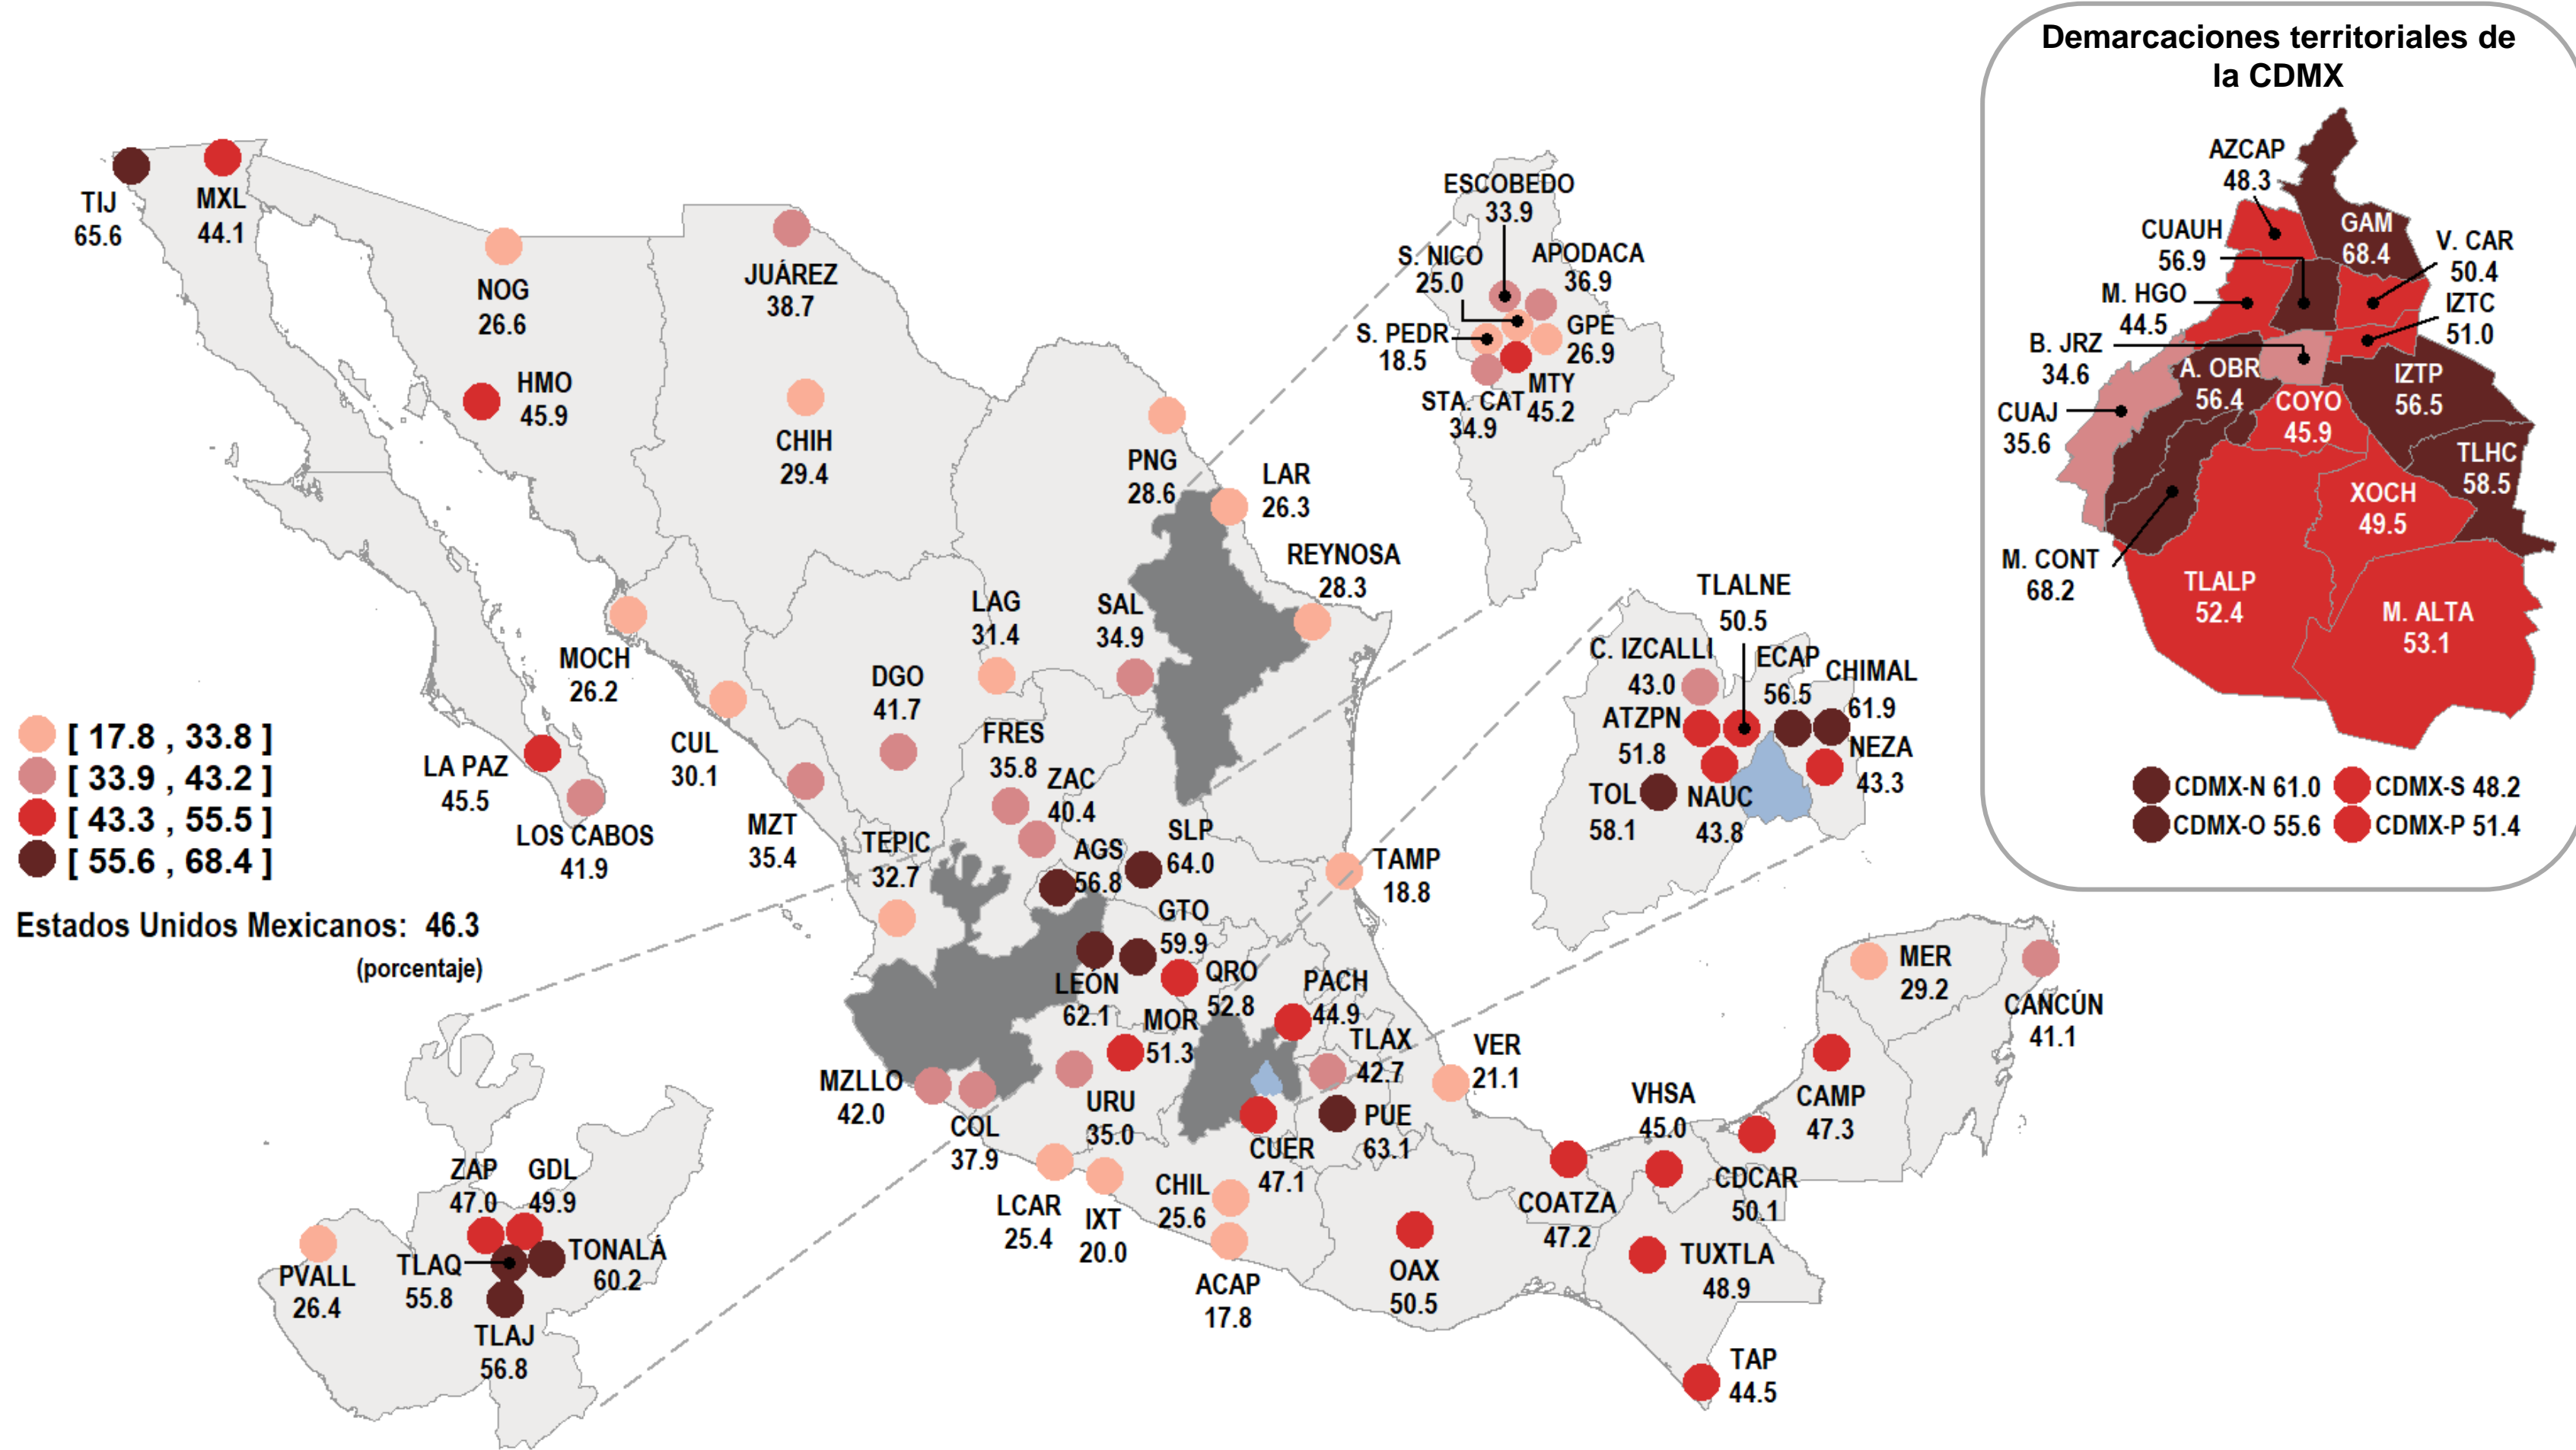 Demarcaciones territoriales de
la CDMX
AZCAP
48.3
CUAUH
56.9
GAM
68.4
V. CAR
50.4
M. HGO
44.5
IZTC
51.0
B. JRZ
34.6
A. OBR
56.4
IZTP
56.5
CUAJ
35.6
COYO
45.9
TLHC
58.5
XOCH
49.5
M. CONT
68.2
TLALP
52.4
M. ALTA
53.1
CDMX-N 61.0
CDMX-S 48.2
CDMX-O 55.6
CDMX-P 51.4
TIJ
65.6
MXL
44.1
NOG
26.6
JUÁREZ
38.7
HMO
45.9
CHIH
29.4
ESCOBEDO
33.9
S. NICO
25.0
APODACA
36.9
S. PEDR
18.5
GPE
26.9
MTY
45.2
STA. CAT
34.9
PNG
28.6
LAR
26.3
REYNOSA
28.3
MOCH
26.2
LAG
31.4
SAL
34.9
DGO
41.7
CUL
30.1
FRES
35.8
ZAC
40.4
LA PAZ
45.5
LOS CABOS
41.9
MZT
35.4
TEPIC
32.7
AGS
56.8
SLP
64.0
TAMP
18.8
GTO
59.9
LEÓN
62.1
QRO
52.8
PACH
44.9
MOR
51.3
TLAX
42.7
VER
21.1
MZLLO
42.0
COL
37.9
URU
35.0
CUER
47.1
PUE
63.1
LCAR
25.4
IXT
20.0
CHIL
25.6
ACAP
17.8
OAX
50.5
COATZA
47.2
VHSA
45.0
CDCAR
50.1
CAMP
47.3
MER
29.2
CANCÚN
41.1
TUXTLA
48.9
TAP
44.5
TLALNE
50.5
C. IZCALLI
43.0
ECAP
56.5
CHIMAL
61.9
ATZPN
51.8
NEZA
43.3
TOL
58.1
NAUC
43.8
[ 17.8 , 33.8 ]
[ 33.9 , 43.2 ]
[ 43.3 , 55.5 ]
[ 55.6 , 68.4 ]
Estados Unidos Mexicanos: 46.3
(porcentaje)
ZAP
47.0
GDL
49.9
PVALL
26.4
TLAQ
55.8
TONALÁ
60.2
TLAJ
56.8